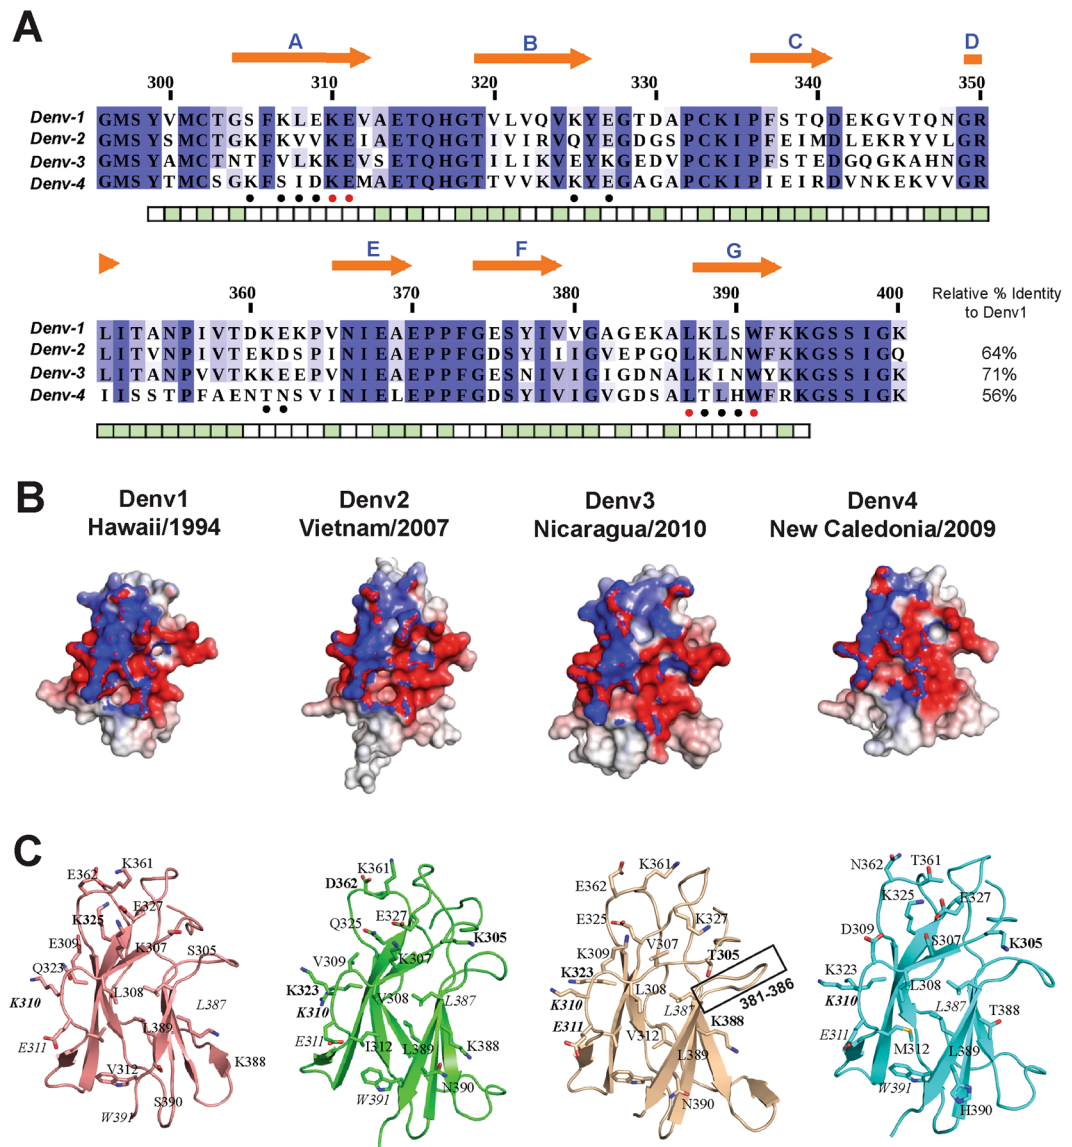 A
A B C D
300 310 320 330 340 350
Denv-1 GMSYVMCTGSFKLEKEVAETQHGTVLVQVKYEGTDAPCKIPFSTQDEKGVTQNGR
Denv-2 GMSYSMCTGKFKVVKEIAETQHGTIVIRVQYEGDGSPCKIPFEIMDLEKRYVLGR
Denv-3 GMSYAMCTNTFVLKKEVSETQHGTILIKVEYKGEDVPCKIPFSTEDGQGKAHNGR
Denv-4 GMSYTMCSGKFSIDKEMAETQHGTTVVKVKYEGAGAPCKIPIEIRDVNKEKVVGR
E F G
360 370 380 390 400
Relative % Identity
to Denv1
Denv-1 LITANPIVTDKEKPVNIEAEPPFGESYIVVGAGEKALKLSWFKKGSSIGK
Denv-2 LITVNPIVTEKDSPINIEAEPPFGDSYIIIGVEPGQLKLNWFKKGSSIGQ 64%
Denv-3 LITANPVVTKKEEPVNIEAEPPFGESNIVIGIGDNALKINWYKKGSSIGK 71%
Denv-4 IISSTPFAENTNSVINIELEPPFGDSYIVIGVGDSALTLHWFRKGSSIGK 56%
B
Denv1
Hawaii/1994
Denv2
Vietnam/2007
Denv3
Nicaragua/2010
Denv4
New Caledonia/2009
C
K361
E362
K325
E327
E309
K307
S305
Q323
K310
L308
L387
E311
L389
K388
V312
S390
W391
K361
D362
Q325
E327
K305
V309
K307
K323
V308
L387
K310
E311
I312
L389
K388
N390
W391
K361
E362
E325
K327
K309
V307
T305
K323
K310
L308
L387
381-386
E311
V312
K388
L389
N390
N362
T361
K325
E327
D309
S307
K305
K323
L308
K310
L387
T388
E311
M312
L389
W391
H390